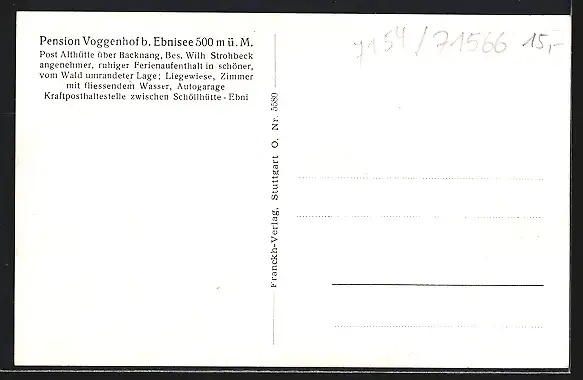 Pension Voggenhof b. Ebnisee 500 m ü. M.
Post Althütte über Backnang, Bes. Wilh Strohbeck
angenehmer, ruhiger Ferienaufenthalt in schöner,
vom Wald umrandeter Lage; Liegewiese, Zimmer
mit fliessendem Wasser, Autogarage
Kraftposthaltestelle zwischen Schöllhütte - Ebni
Franckh-Verlag, Stuttgart O. Nr. 5580
7154/71566 15,-